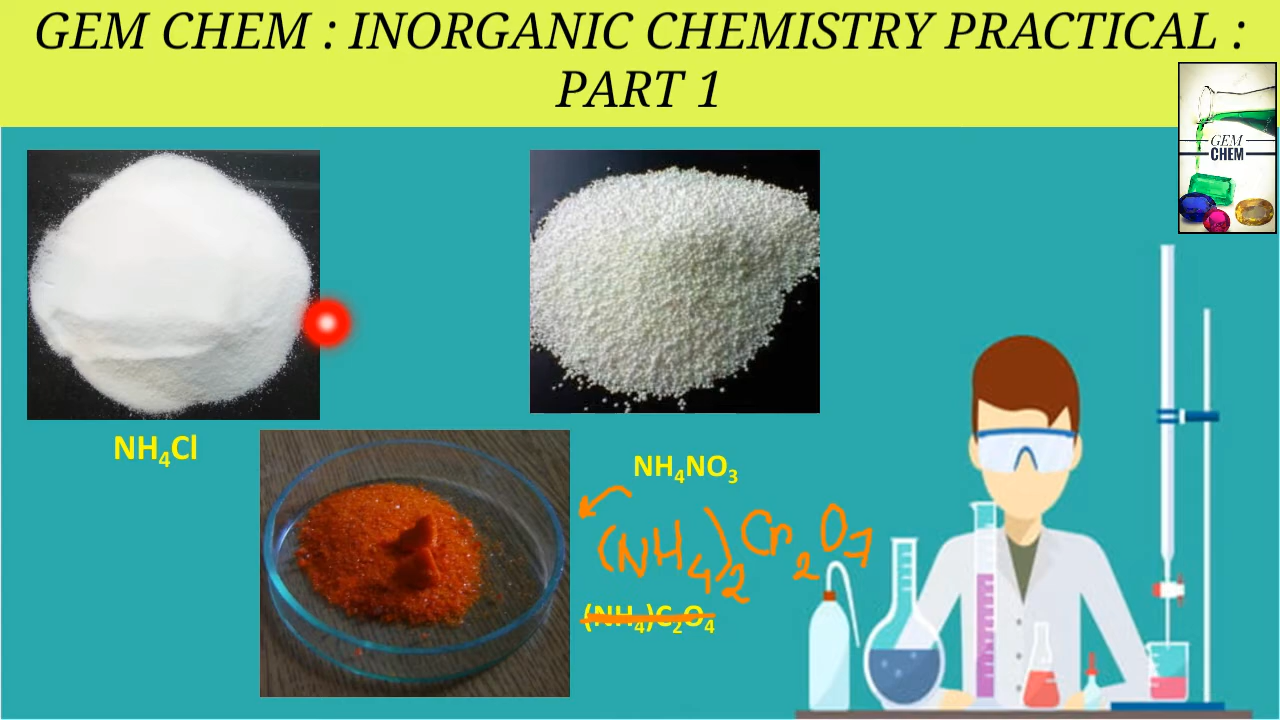 GEM CHEM : INORGANIC CHEMISTRY PRACTICAL :
PART 1
GEM
CHEM
NH₄Cl
NH₄NO₃
(NH₄)₂Cr₂O₇
(NH₄)C₂O₄